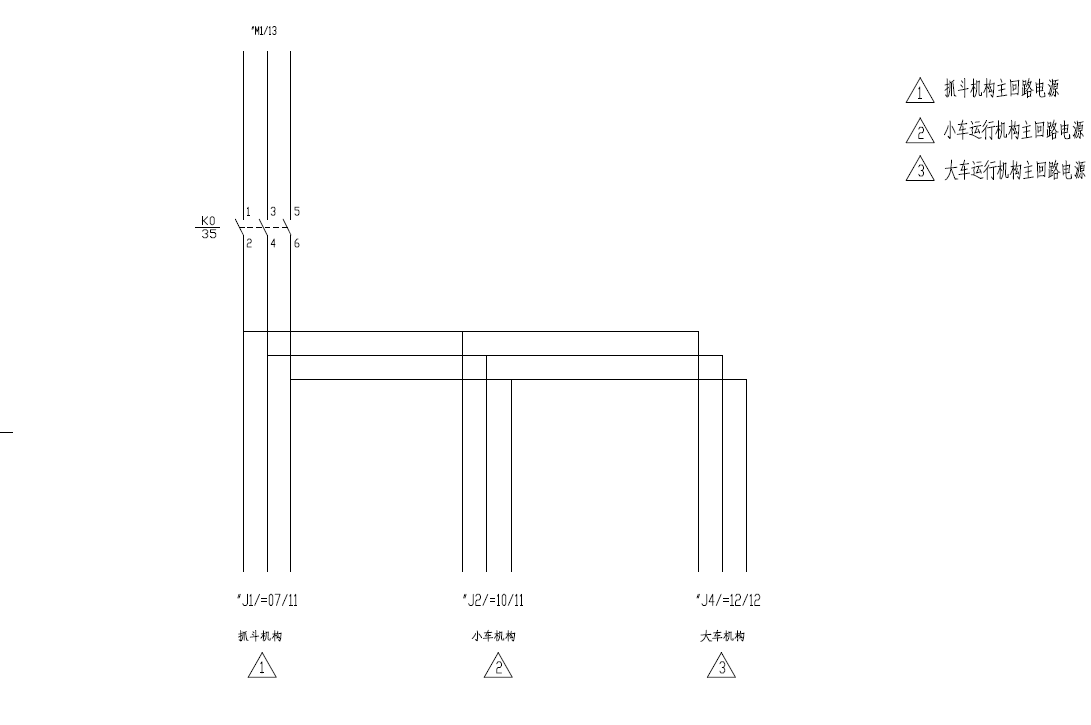 "M1/13
1 抓斗机构主回路电源
2 小车运行机构主回路电源
3 大车运行机构主回路电源
1 3 5
K0
35
2 4 6
"J1/=07/11
"J2/=10/11
"J4/=12/12
抓斗机构
小车机构
大车机构
1
2
3